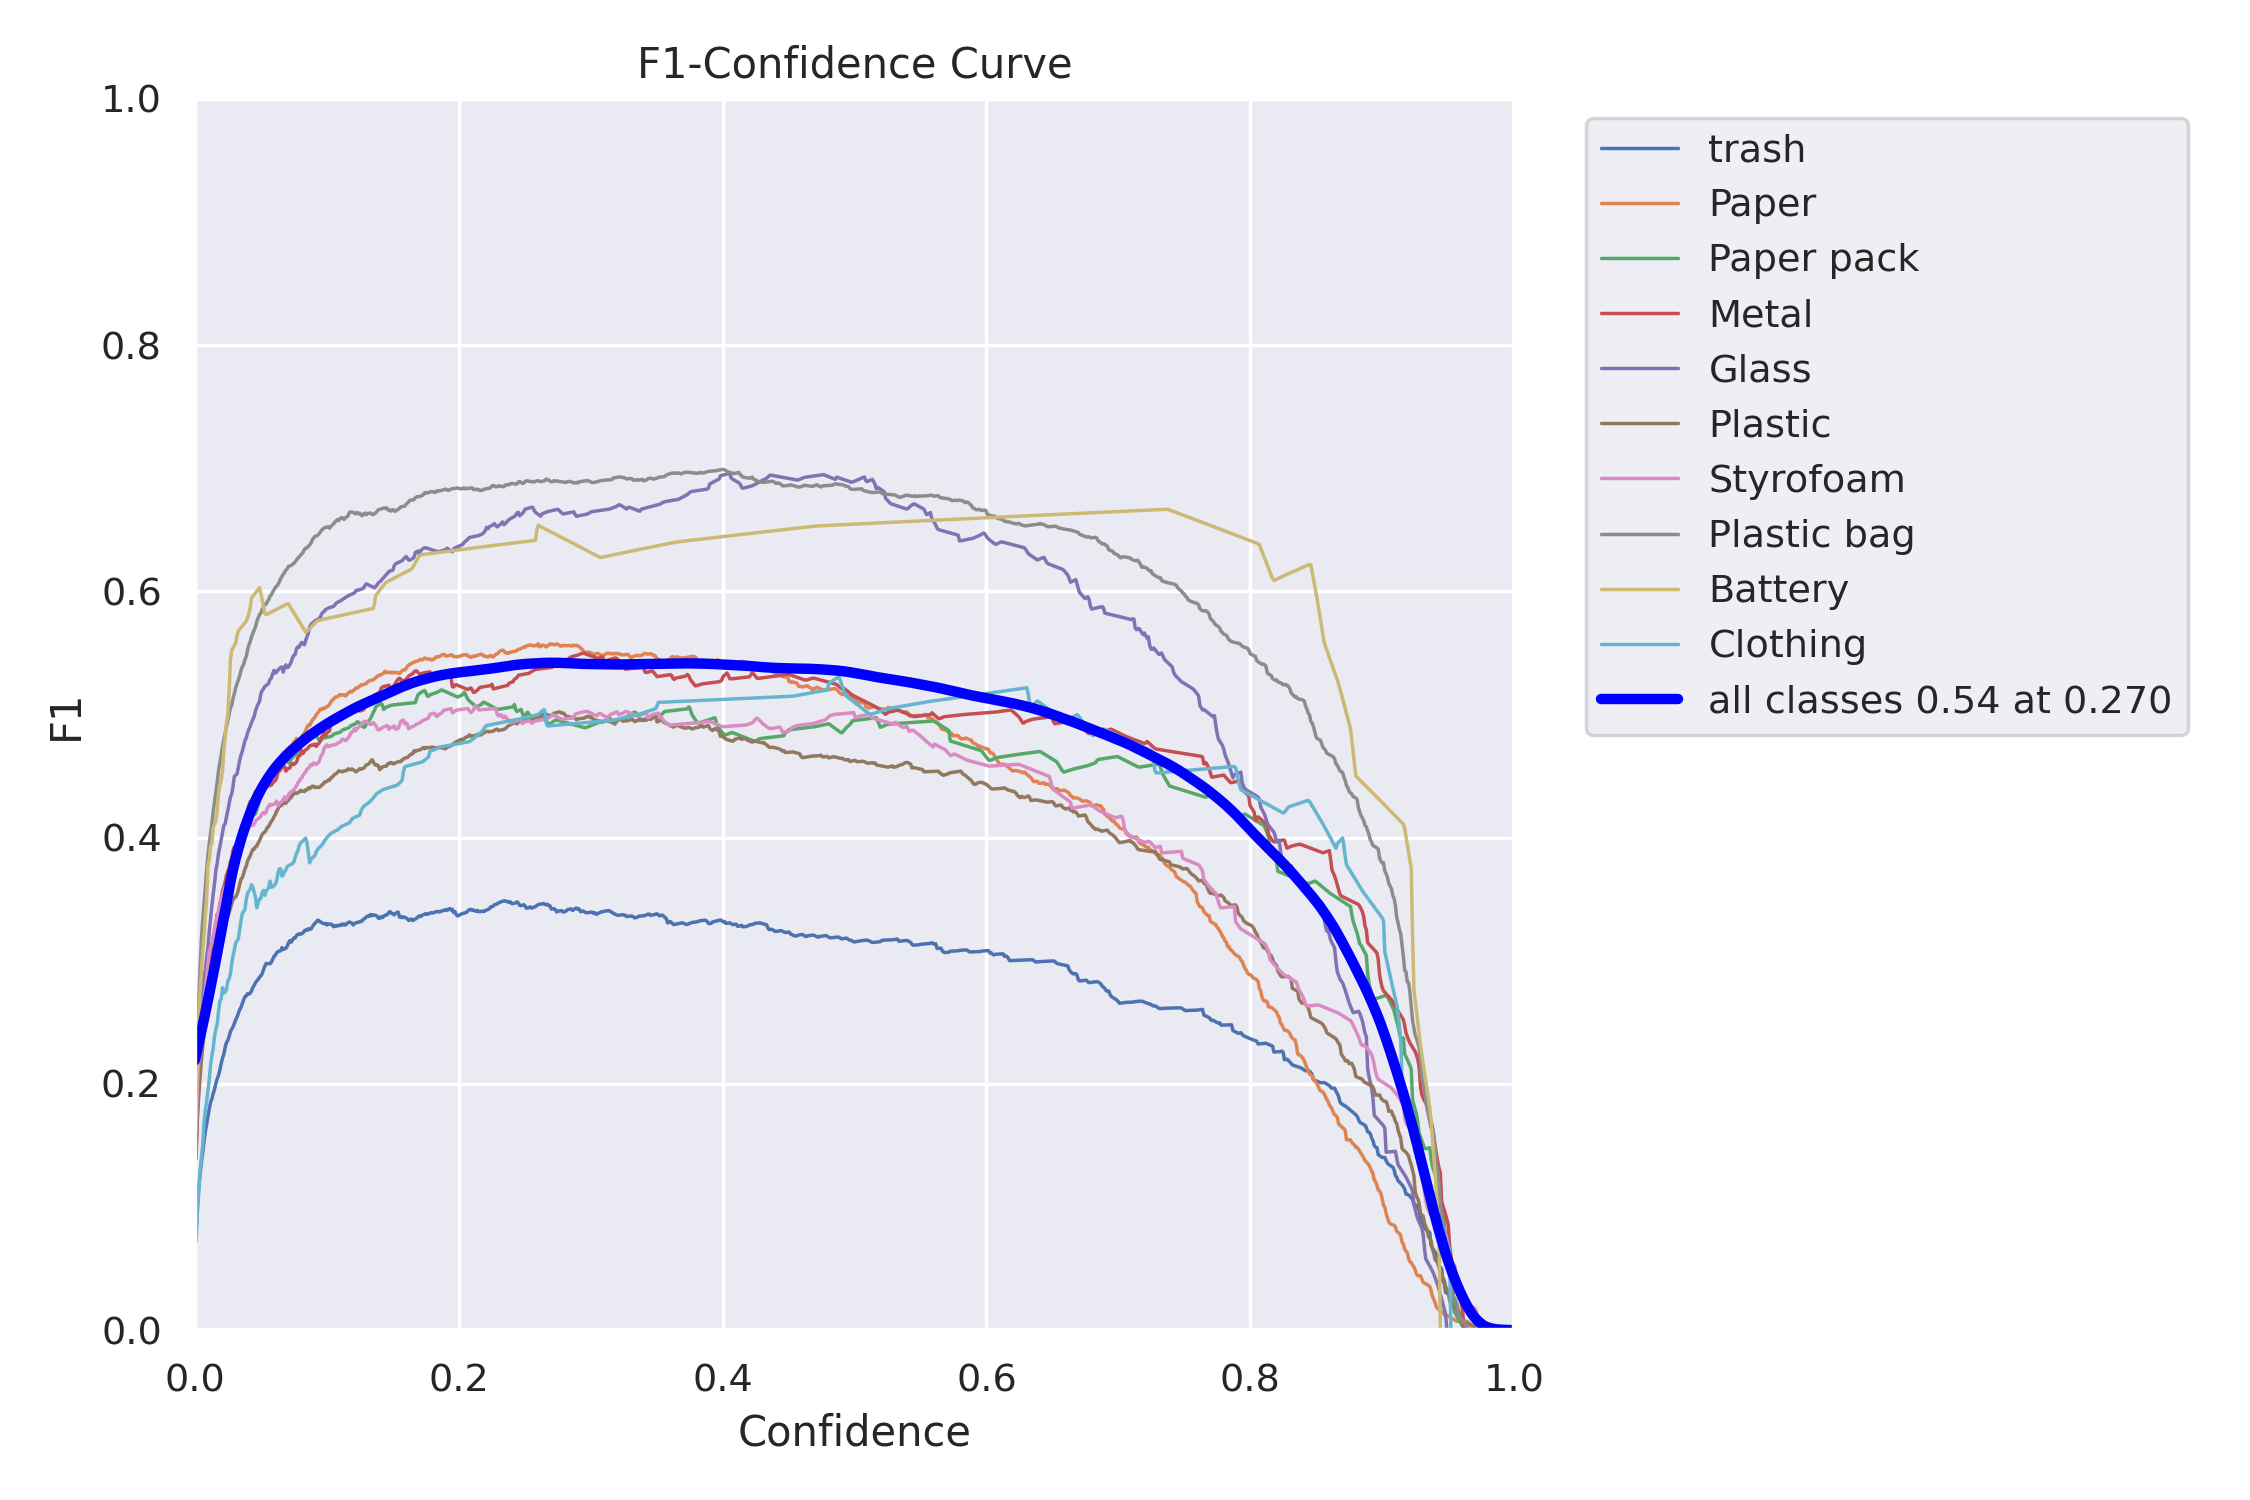 F1-Confidence Curve
1.0
0.8
0.6
0.4
0.2
0.0
F1
0.0 0.2 0.4 0.6 0.8 1.0
Confidence
trash
Paper
Paper pack
Metal
Glass
Plastic
Styrofoam
Plastic bag
Battery
Clothing
all classes 0.54 at 0.270